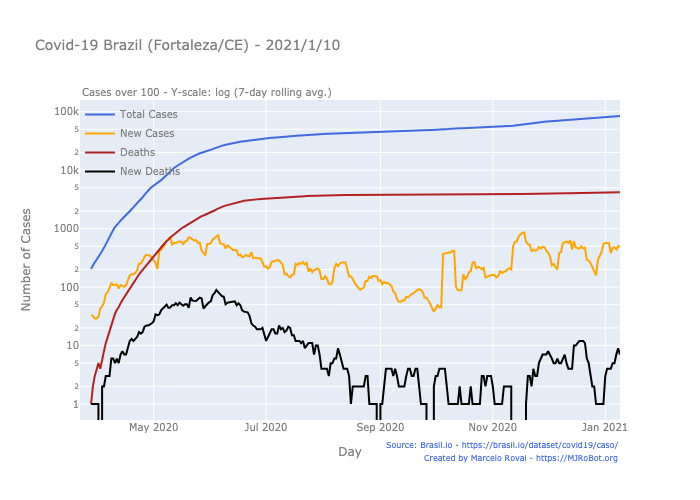 Covid-19 Brazil (Fortaleza/CE) - 2021/1/10
Cases over 100 - Y-scale: log (7-day rolling avg.)
Total Cases
New Cases
Deaths
New Deaths
Number of Cases
100k
5
2
10k
5
2
1000
5
2
100
5
2
10
5
2
1
May 2020
Jul 2020
Sep 2020
Nov 2020
Jan 2021
Day
Source: Brasil.io - https://brasil.io/dataset/covid19/caso/
Created by Marcelo Rovai - https://MJRoBot.org